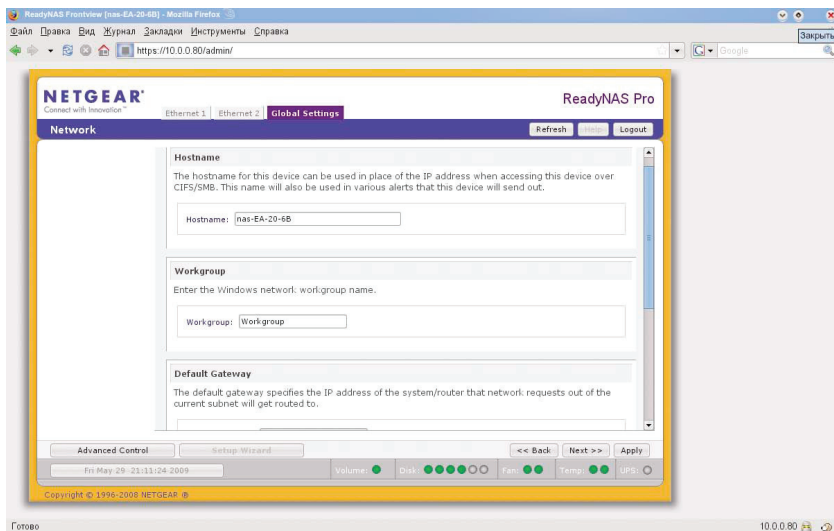 ReadyNAS Frontview [nas-EA-20-6B] - Mozilla Firefox
Файл Правка Вид Журнал Закладки Инструменты Справка
Закрыть
https://10.0.0.80/admin/
Google
NETGEAR®
Connect with Innovation™
ReadyNAS Pro
Ethernet 1 Ethernet 2 Global Settings
Network
Refresh Help Logout
Hostname
The hostname for this device can be used in place of the IP address when accessing this device over
CIFS/SMB. This name will also be used in various alerts that this device will send out.
Hostname: nas-EA-20-6B
Workgroup
Enter the Windows network workgroup name.
Workgroup: Workgroup
Default Gateway
The default gateway specifies the IP address of the system/router that network requests out of the
current subnet will get routed to.
Advanced Control Setup Wizard << Back Next >> Apply
Fri May 29 21:11:24 2009 Volume: Disk: Fan: Temp: UPS:
Copyright © 1996-2008 NETGEAR ®
Готово 10.0.0.80